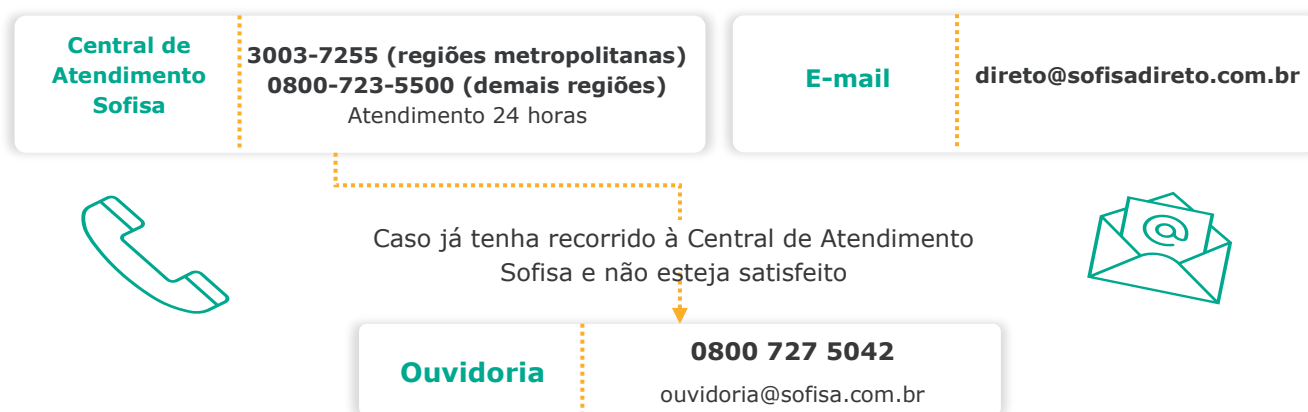 Central de
Atendimento
Sofisa
3003-7255 (regiões metropolitanas)
0800-723-5500 (demais regiões)
Atendimento 24 horas
E-mail
direto@sofisadireto.com.br
@
Caso já tenha recorrido à Central de Atendimento
Sofisa e não esteja satisfeito
Ouvidoria
0800 727 5042
ouvidoria@sofisa.com.br